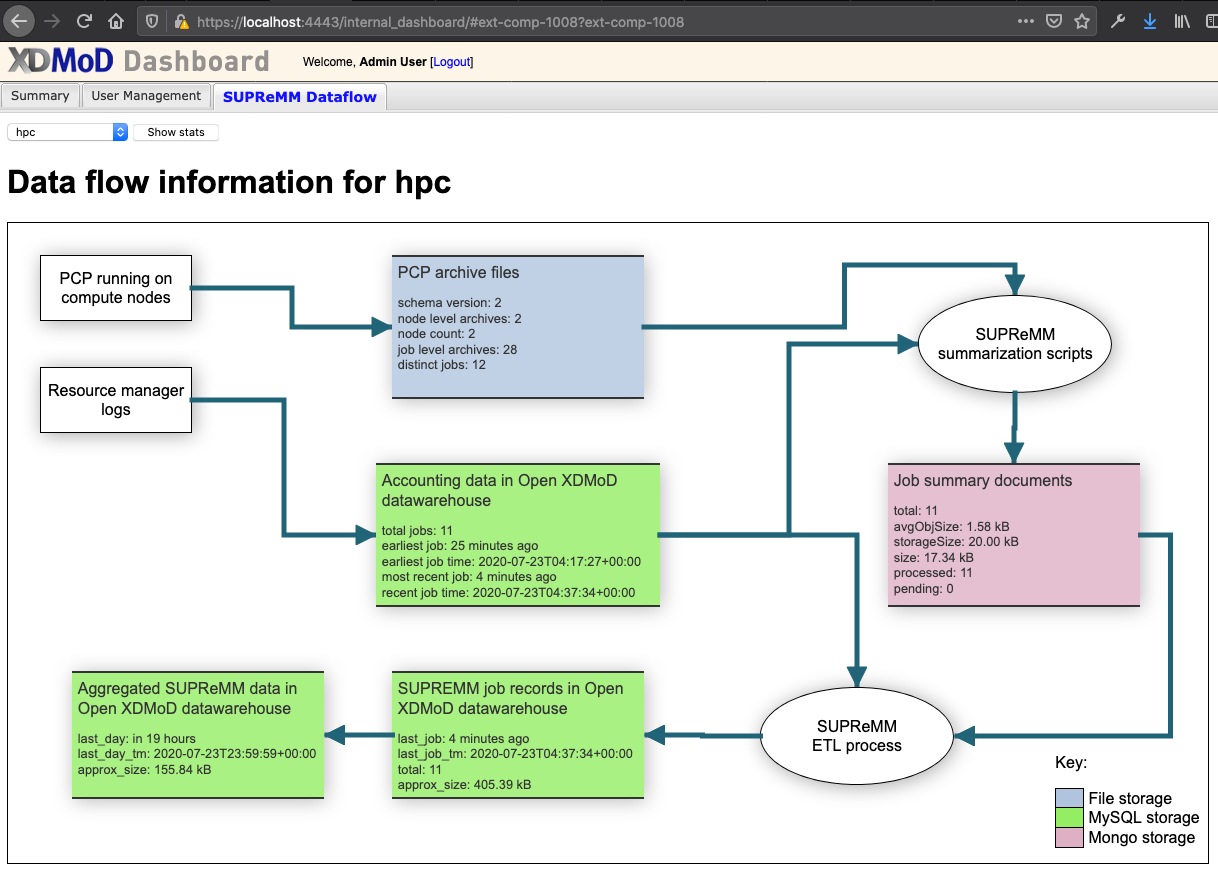 https://localhost:4443/internal_dashboard/#ext-comp-1008?ext-comp-1008
XDMoD Dashboard
Welcome, Admin User [Logout]
Summary
User Management
SUPReMM Dataflow
hpc
Show stats
Data flow information for hpc
PCP running on
compute nodes
PCP archive files
schema version: 2
node level archives: 2
node count: 2
job level archives: 28
distinct jobs: 12
SUPReMM
summarization scripts
Resource manager
logs
Accounting data in Open XDMoD
datawarehouse
total jobs: 11
earliest job: 25 minutes ago
earliest job time: 2020-07-23T04:17:27+00:00
most recent job: 4 minutes ago
recent job time: 2020-07-23T04:37:34+00:00
Job summary documents
total: 11
avgObjSize: 1.58 kB
storageSize: 20.00 kB
size: 17.34 kB
processed: 11
pending: 0
Aggregated SUPReMM data in
Open XDMoD datawarehouse
last_day: in 19 hours
last_day_tm: 2020-07-23T23:59:59+00:00
approx_size: 155.84 kB
SUPREMM job records in Open
XDMoD datawarehouse
last_job: 4 minutes ago
last_job_tm: 2020-07-23T04:37:34+00:00
total: 11
approx_size: 405.39 kB
SUPReMM
ETL process
Key:
File storage
MySQL storage
Mongo storage